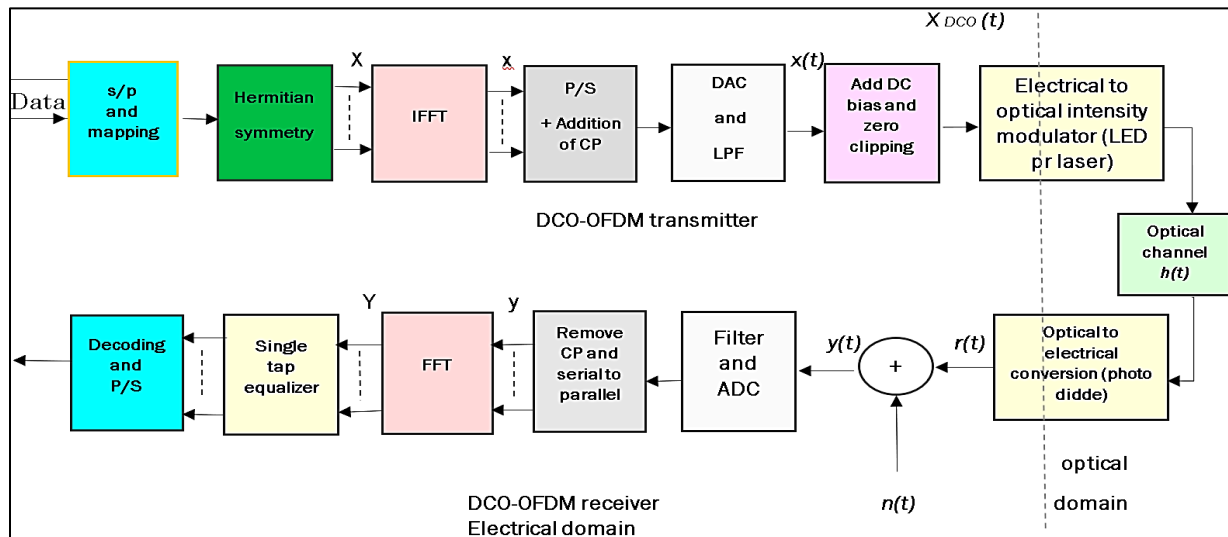 X DCO (t)
Data
s/p
and
mapping
Hermitian
symmetry
X
IFFT
x
P/S
+ Addition
of CP
DAC
and
LPF
x(t)
Add DC
bias and
zero
clipping
Electrical to
optical intensity
modulator (LED
pr laser)
DCO-OFDM transmitter
Optical
channel
h(t)
Decoding
and
P/S
Single
tap
equalizer
Y
FFT
y
Remove
CP and
serial to
parallel
Filter
and
ADC
y(t)
+
r(t)
Optical to
electrical
conversion (photo
didde)
n(t)
optical
domain
DCO-OFDM receiver
Electrical domain